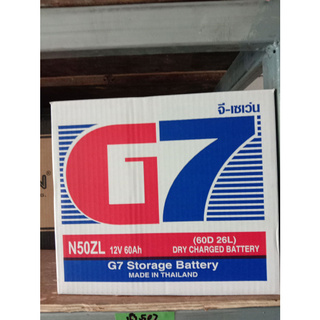 จี-เซเว่น
G7
(60D 26L)
N50ZL 12V 60Ah DRY CHARGED BATTERY
G7 Storage Battery
MADE IN THAILAND